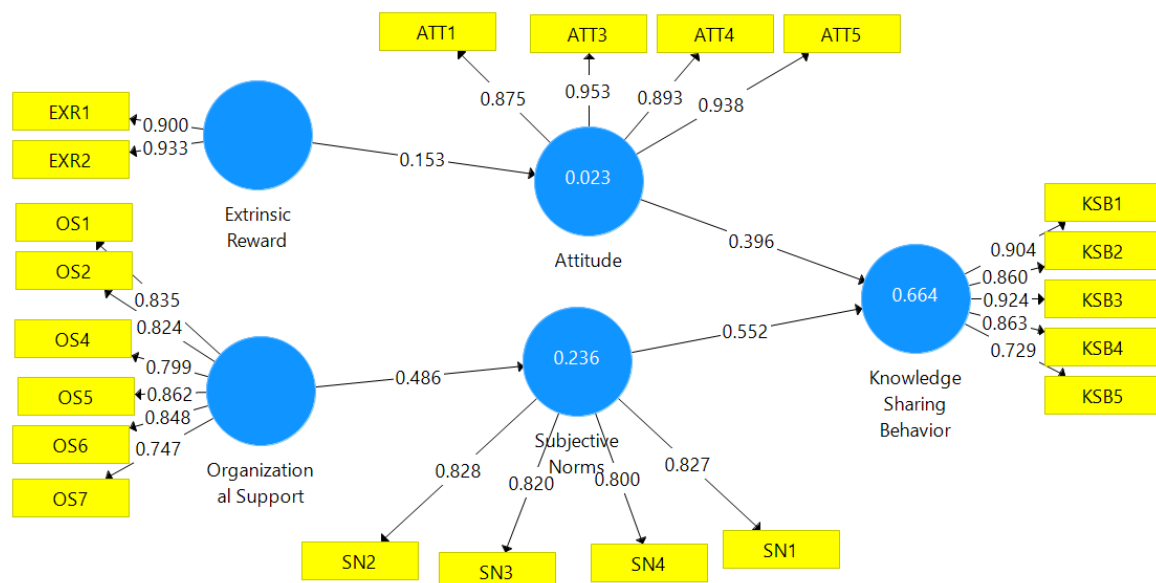 ATT1
ATT3
ATT4
ATT5
0.875
0.953
0.893
0.938
EXR1
EXR2
0.900
0.933
Extrinsic
Reward
0.153
0.023
Attitude
0.396
OS1
OS2
OS4
OS5
OS6
OS7
0.835
0.824
0.799
0.862
0.848
0.747
Organization
al Support
0.486
0.236
Subjective
Norms
0.552
0.828
0.820
0.800
0.827
SN2
SN3
SN4
SN1
0.664
Knowledge
Sharing
Behavior
0.904
0.860
0.924
0.863
0.729
KSB1
KSB2
KSB3
KSB4
KSB5